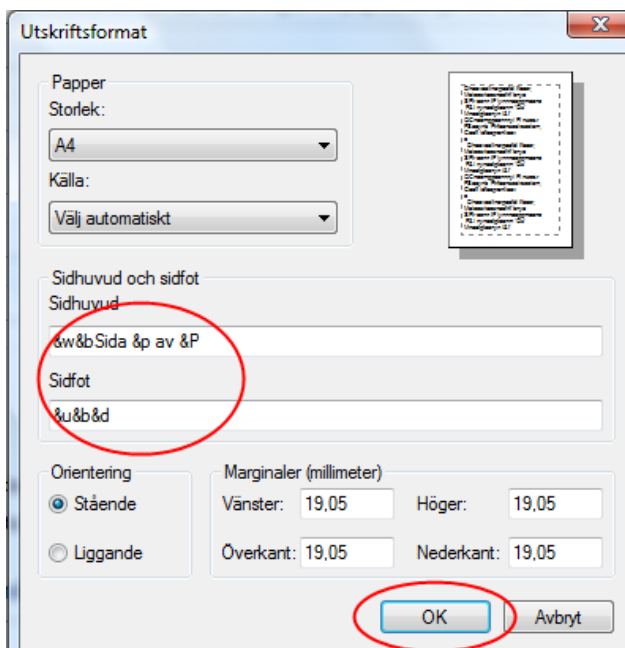 Utskriftsformat
Papper
Storlek:
A4
Källa:
Välj automatiskt
Sidhuvud och sidfot
Sidhuvud
&w&bSida &p av &P
Sidfot
&u&b&d
Orientering
Stående
Liggande
Marginaler (millimeter)
Vänster: 19,05 Höger: 19,05
Överkant: 19,05 Nederkant: 19,05
OK Avbryt